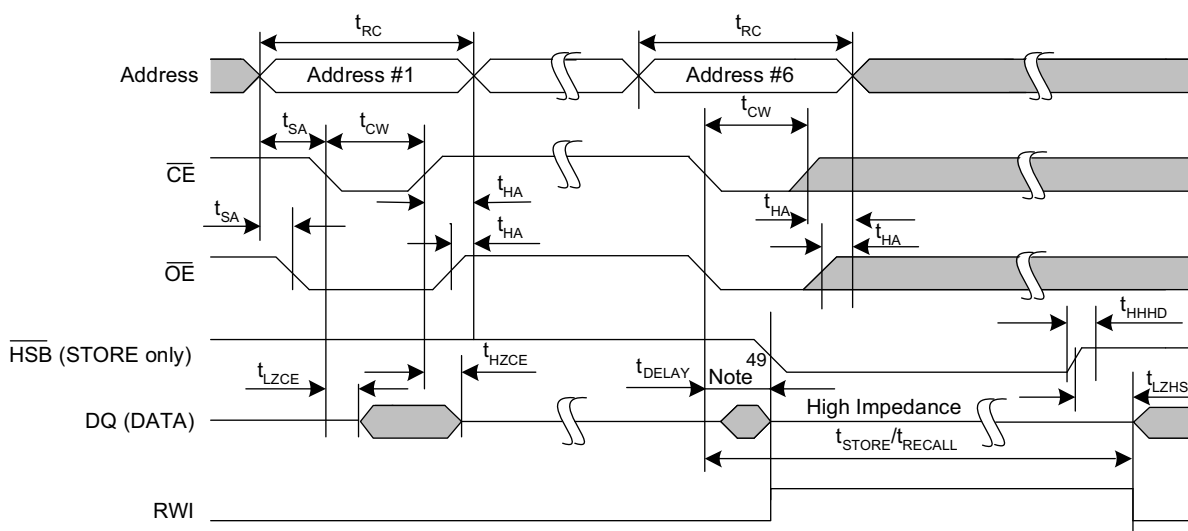 tRC
tRC
Address
Address #1
Address #6
tSA
tCW
tCW
CE
tHA
tHA
tSA
tHA
tHA
OE
tHHHD
HSB (STORE only)
tHZCE
49
tLZCE
tDELAY
Note
tLZHS
High Impedance
DQ (DATA)
tSTORE/tRECALL
RWI